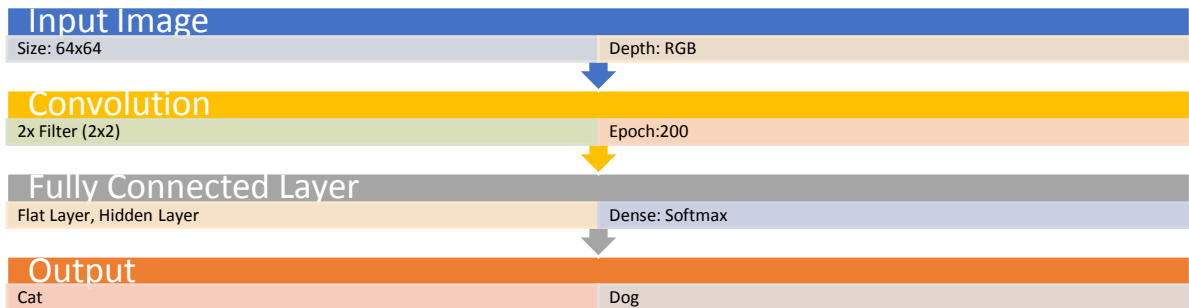 Input Image
Size: 64x64
Depth: RGB
Convolution
2x Filter (2x2)
Epoch:200
Fully Connected Layer
Flat Layer, Hidden Layer
Dense: Softmax
Output
Cat
Dog